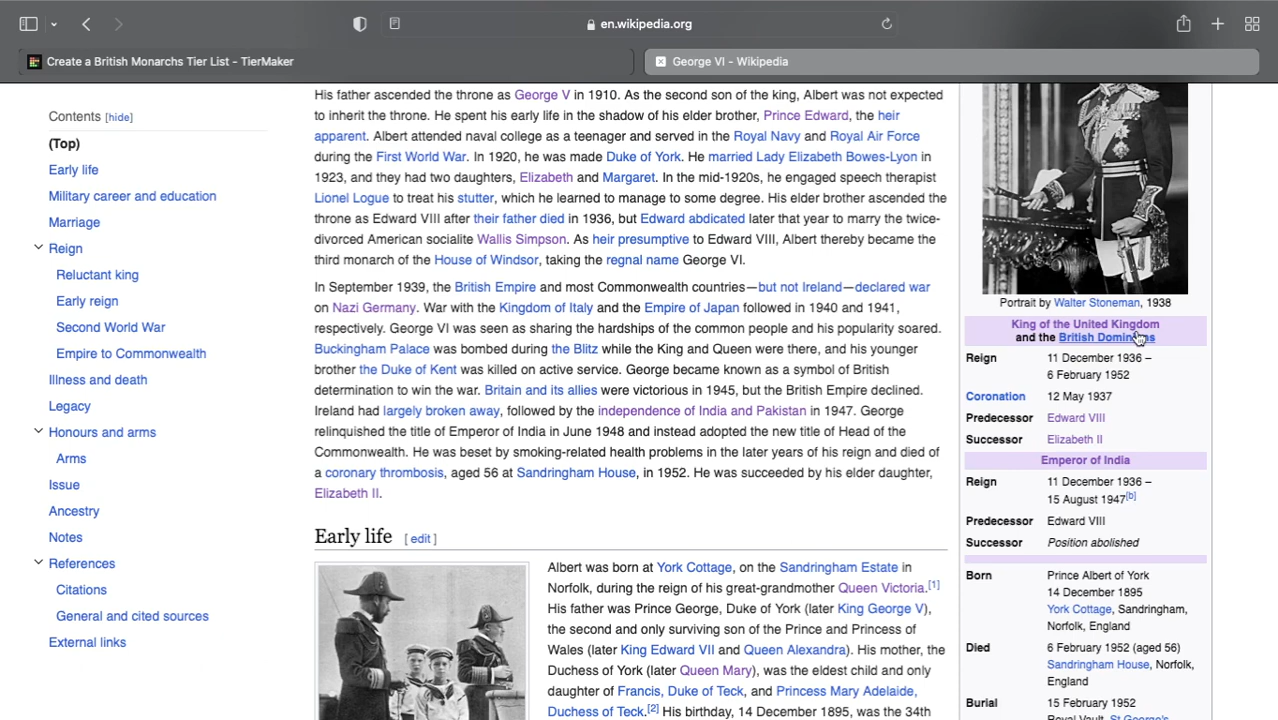 en.wikipedia.org
Create a British Monarchs Tier List - TierMaker
George VI - Wikipedia
Contents [hide]
(Top)
Early life
Military career and education
Marriage
Reign
Reluctant king
Early reign
Second World War
Empire to Commonwealth
Illness and death
Legacy
Honours and arms
Arms
Issue
Ancestry
Notes
References
Citations
General and cited sources
External links
His father ascended the throne as George V in 1910. As the second son of the king, Albert was not expected
to inherit the throne. He spent his early life in the shadow of his elder brother, Prince Edward, the heir
apparent. Albert attended naval college as a teenager and served in the Royal Navy and Royal Air Force
during the First World War. In 1920, he was made Duke of York. He married Lady Elizabeth Bowes-Lyon in
1923, and they had two daughters, Elizabeth and Margaret. In the mid-1920s, he engaged speech therapist
Lionel Logue to treat his stutter, which he learned to manage to some degree. His elder brother ascended the
throne as Edward VIII after their father died in 1936, but Edward abdicated later that year to marry the twice-
divorced American socialite Wallis Simpson. As heir presumptive to Edward VIII, Albert thereby became the
third monarch of the House of Windsor, taking the regnal name George VI.
In September 1939, the British Empire and most Commonwealth countries—but not Ireland—declared war
on Nazi Germany. War with the Kingdom of Italy and the Empire of Japan followed in 1940 and 1941,
respectively. George VI was seen as sharing the hardships of the common people and his popularity soared.
Buckingham Palace was bombed during the Blitz while the King and Queen were there, and his younger
brother the Duke of Kent was killed on active service. George became known as a symbol of British
determination to win the war. Britain and its allies were victorious in 1945, but the British Empire declined.
Ireland had largely broken away, followed by the independence of India and Pakistan in 1947. George
relinquished the title of Emperor of India in June 1948 and instead adopted the new title of Head of the
Commonwealth. He was beset by smoking-related health problems in the later years of his reign and died of
a coronary thrombosis, aged 56 at Sandringham House, in 1952. He was succeeded by his elder daughter,
Elizabeth II.
Early life [ edit ]
Albert was born at York Cottage, on the Sandringham Estate in
Norfolk, during the reign of his great-grandmother Queen Victoria.[1]
His father was Prince George, Duke of York (later King George V),
the second and only surviving son of the Prince and Princess of
Wales (later King Edward VII and Queen Alexandra). His mother, the
Duchess of York (later Queen Mary), was the eldest child and only
daughter of Francis, Duke of Teck, and Princess Mary Adelaide,
Duchess of Teck.[2] His birthday, 14 December 1895, was the 34th
Portrait by Walter Stoneman, 1938
King of the United Kingdom
and the British Dominions
Reign 11 December 1936 –
6 February 1952
Coronation 12 May 1937
Predecessor Edward VIII
Successor Elizabeth II
Emperor of India
Reign 11 December 1936 –
15 August 1947[b]
Predecessor Edward VIII
Successor Position abolished
Born Prince Albert of York
14 December 1895
York Cottage, Sandringham,
Norfolk, England
Died 6 February 1952 (aged 56)
Sandringham House, Norfolk,
England
Burial 15 February 1952
Royal Vault, St George's